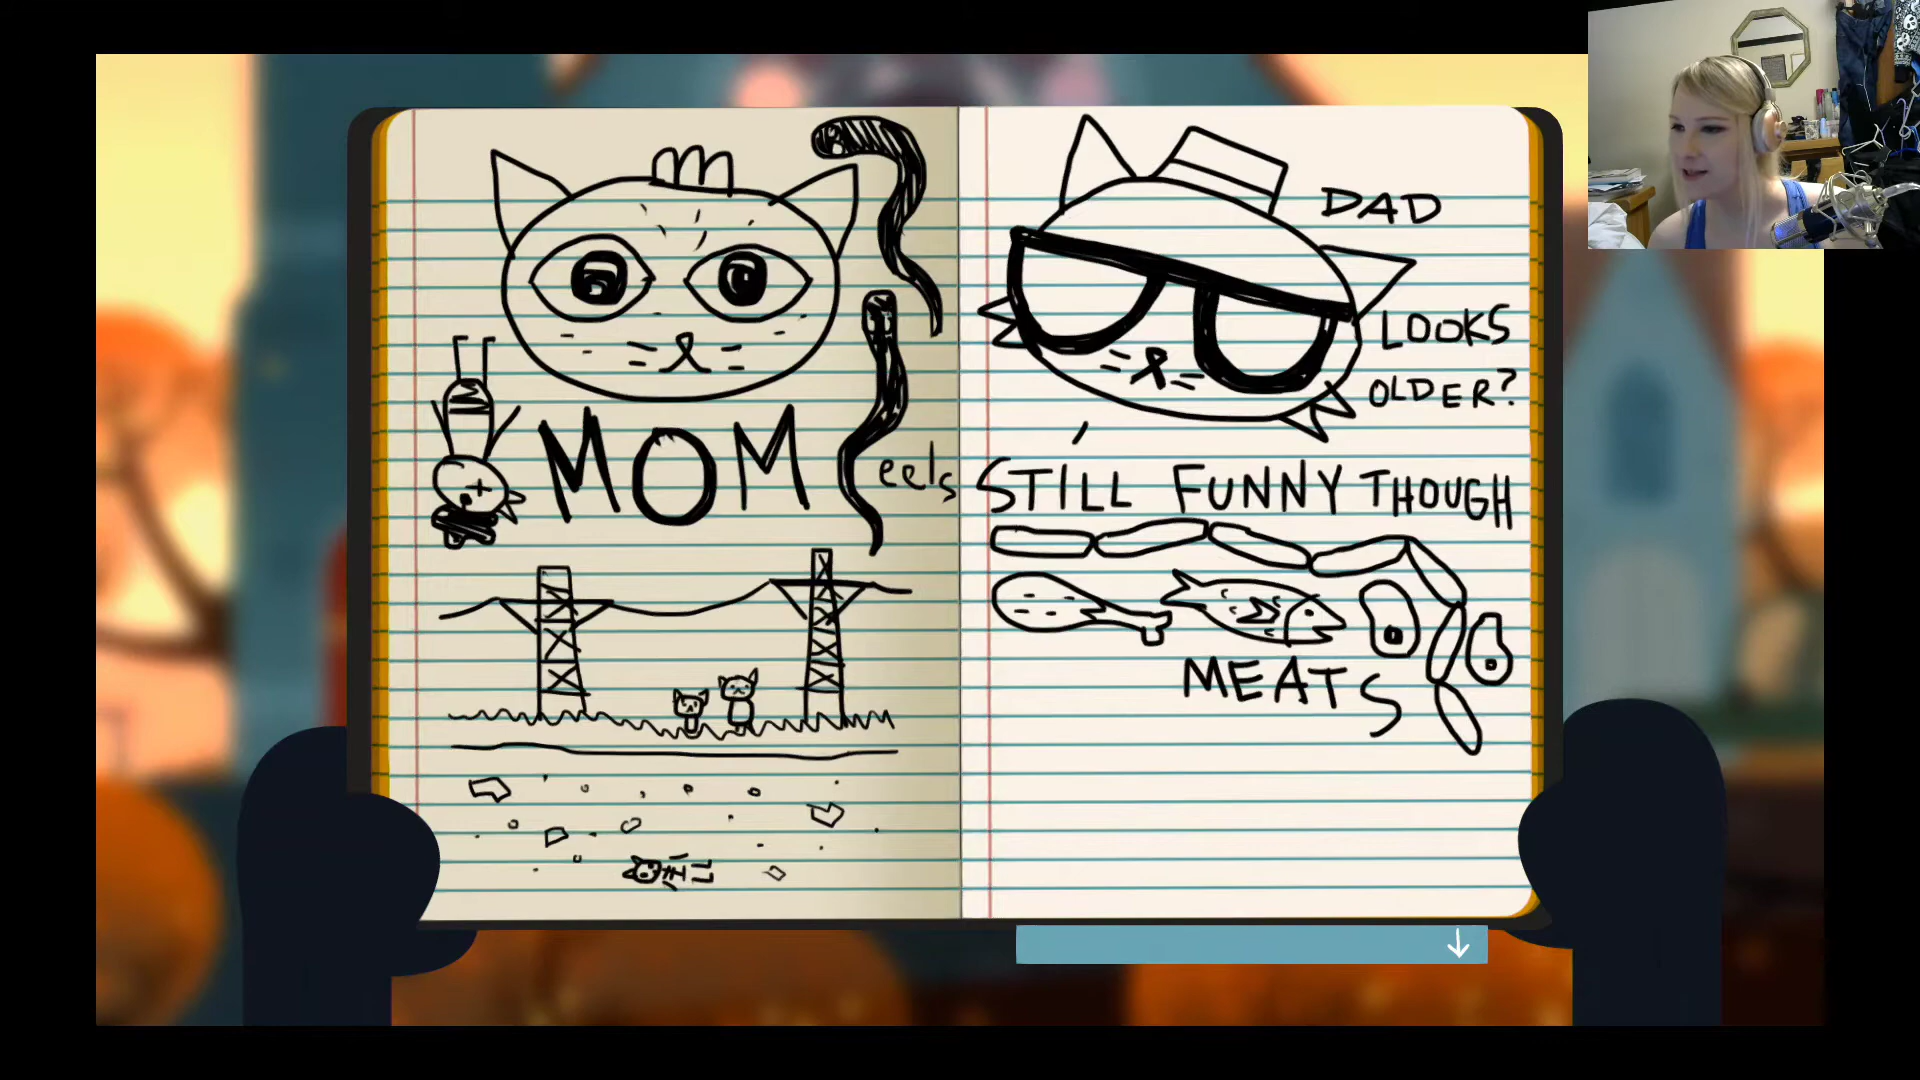 MOM
eels
DAD
LOOKS
OLDER?
STILL FUNNY THOUGH
MEATS